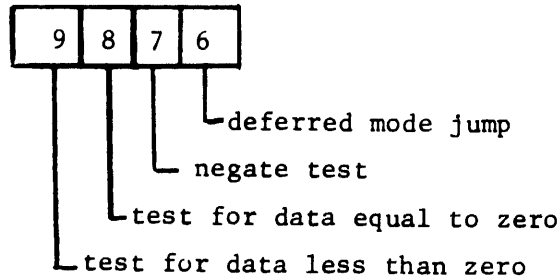 9 8 7 6
deferred mode jump
negate test
test for data equal to zero
test for data less than zero